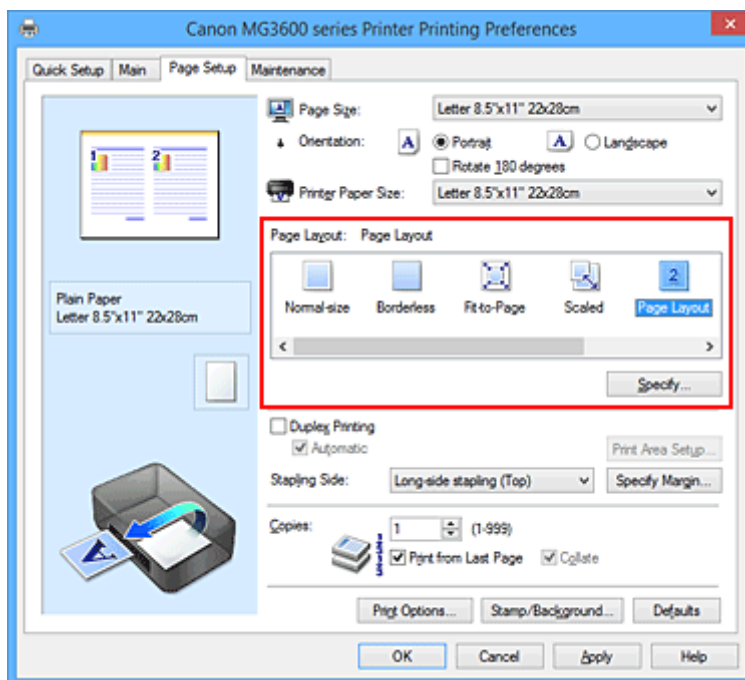 Canon MG3600 series Printer Printing Preferences
Quick Setup Main Page Setup Maintenance
1 2
Plain Paper
Letter 8.5"x11" 22x28cm
Page Size: Letter 8.5"x11" 22x28cm
Orientation: A Portrait A Landscape
Rotate 180 degrees
Printer Paper Size: Letter 8.5"x11" 22x28cm
Page Layout: Page Layout
2
Normal-size Borderless Fit-to-Page Scaled Page Layout
Specify...
Duplex Printing
Automatic Print Area Setup...
Stapling Side: Long-side stapling (Top) Specify Margin...
Copies: 1 (1-999)
Print from Last Page Collate
A
Print Options... Stamp/Background... Defaults
OK Cancel Apply Help